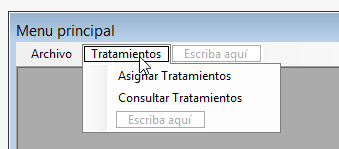 Menu principal
Archivo Tratamientos Escriba aquí
Asignar Tratamientos
Consultar Tratamientos
Escriba aquí